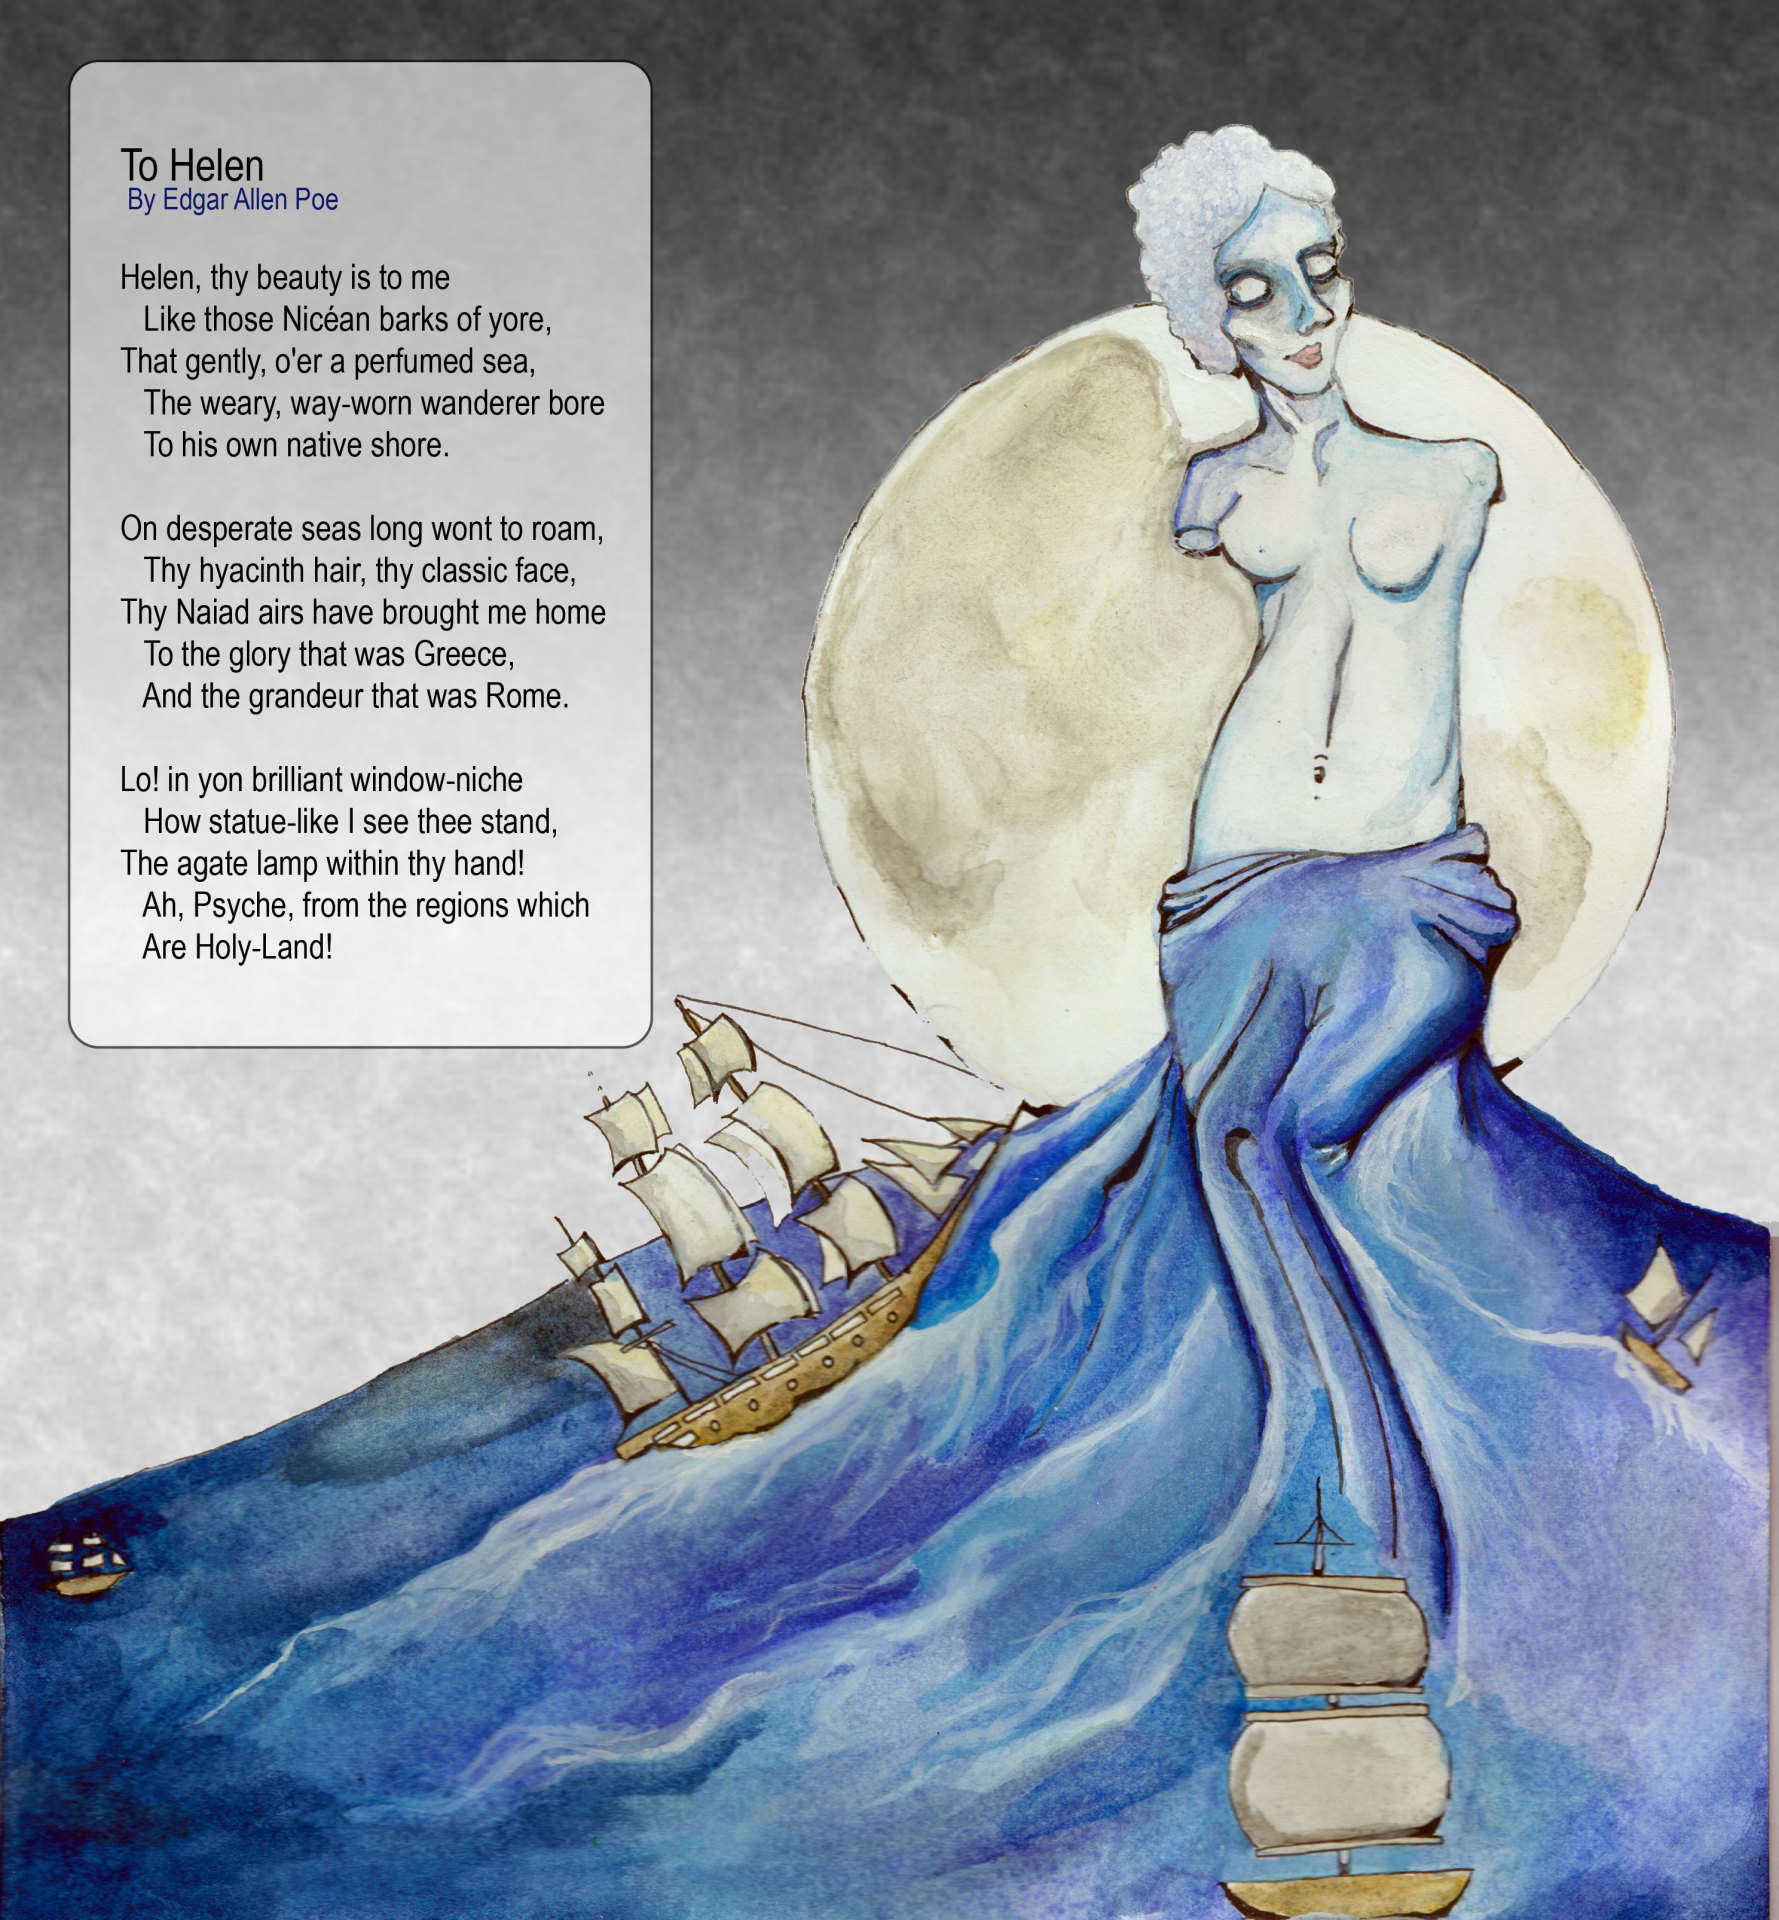 To Helen
By Edgar Allen Poe
Helen, thy beauty is to me
Like those Nicéan barks of yore,
That gently, o'er a perfumed sea,
The weary, way-worn wanderer bore
To his own native shore.
On desperate seas long wont to roam,
Thy hyacinth hair, thy classic face,
Thy Naiad airs have brought me home
To the glory that was Greece,
And the grandeur that was Rome.
Lo! in yon brilliant window-niche
How statue-like I see thee stand,
The agate lamp within thy hand!
Ah, Psyche, from the regions which
Are Holy-Land!